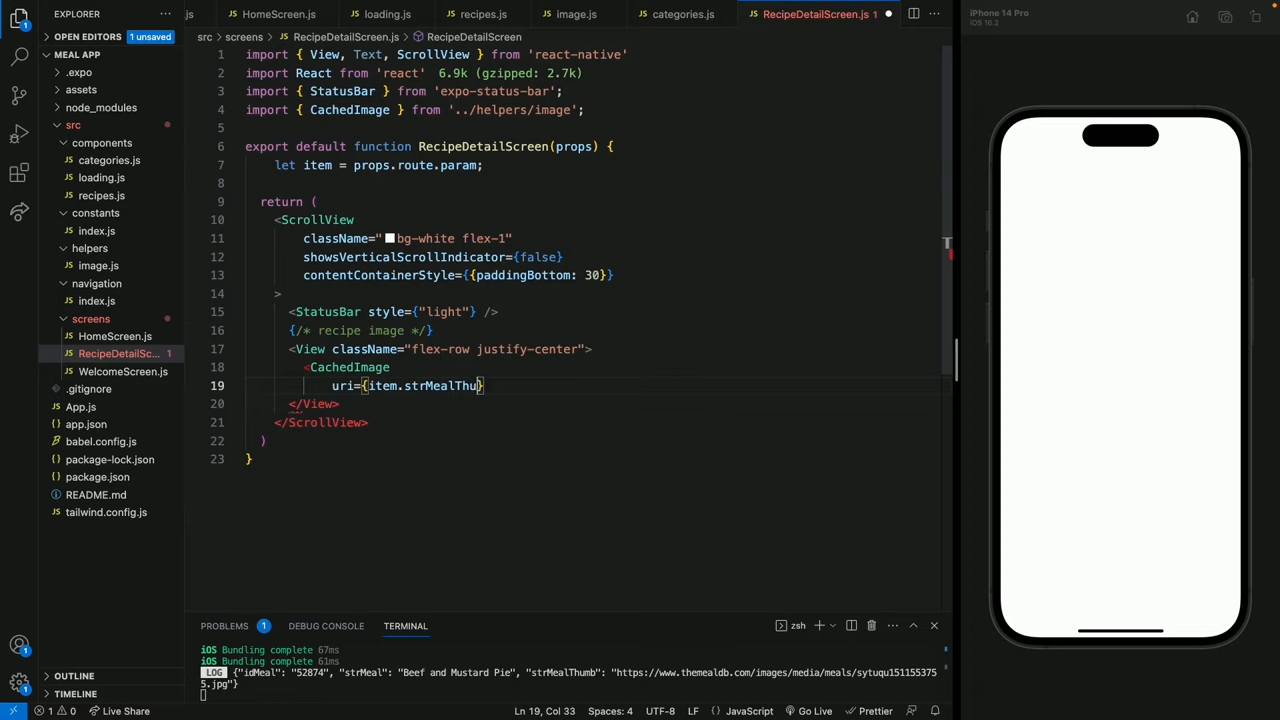 .js
HomeScreen.js
loading.js
recipes.js
image.js
categories.js
RecipeDetailScreen.js 1
iPhone 14 Pro
iOS 16.2
EXPLORER
OPEN EDITORS 1 unsaved
MEAL APP
.expo
assets
node_modules
src
components
categories.js
loading.js
recipes.js
constants
index.js
helpers
image.js
navigation
index.js
screens
HomeScreen.js
RecipeDetailSc... 1
WelcomeScreen.js
.gitignore
App.js
app.json
babel.config.js
package-lock.json
package.json
README.md
tailwind.config.js
OUTLINE
TIMELINE
src > screens > RecipeDetailScreen.js > RecipeDetailScreen
1 import { View, Text, ScrollView } from 'react-native'
2 import React from 'react' 6.9k (gzipped: 2.7k)
3 import { StatusBar } from 'expo-status-bar';
4 import { CachedImage } from '../helpers/image';
5
6 export default function RecipeDetailScreen(props) {
7 let item = props.route.param;
8
9 return (
10 <ScrollView
11 className=" bg-white flex-1"
12 showsVerticalScrollIndicator={false}
13 contentContainerStyle={{paddingBottom: 30}}
14 >
15 <StatusBar style={"light"} />
16 {/* recipe image */}
17 <View className="flex-row justify-center">
18 <CachedImage
19 uri={item.strMealThu}
20 </View>
21 </ScrollView>
22 )
23 }
PROBLEMS 1
DEBUG CONSOLE
TERMINAL
zsh
iOS Bundling complete 67ms
iOS Bundling complete 61ms
LOG {"idMeal": "52874", "strMeal": "Beef and Mustard Pie", "strMealThumb": "https://www.themealdb.com/images/media/meals/sytuqu151155375
5.jpg"}
1 0 Live Share
Ln 19, Col 33 Spaces: 4 UTF-8 LF {} JavaScript Go Live Prettier